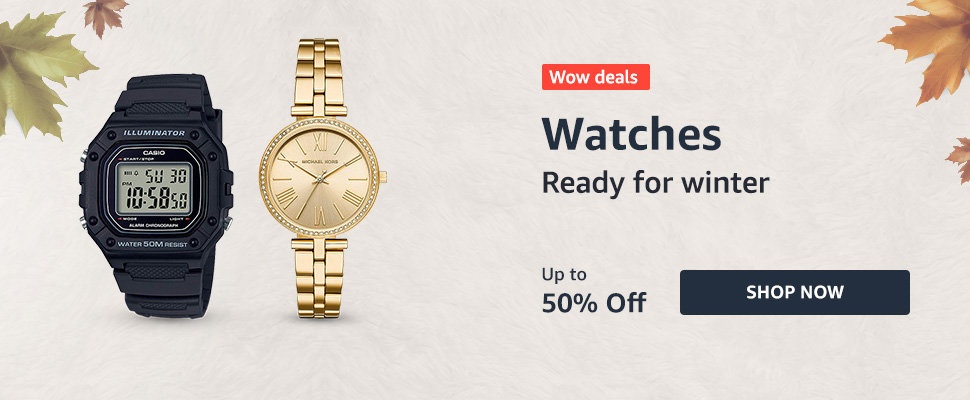 ILLUMINATOR
CASIO
START/STOP
SU 30
PM
10:58 50
MODE
LIGHT
ALARM CHRONOGRAPH
WATER 50M RESIST
MICHAEL KORS
Wow deals
Watches
Ready for winter
Up to
50% Off
SHOP NOW